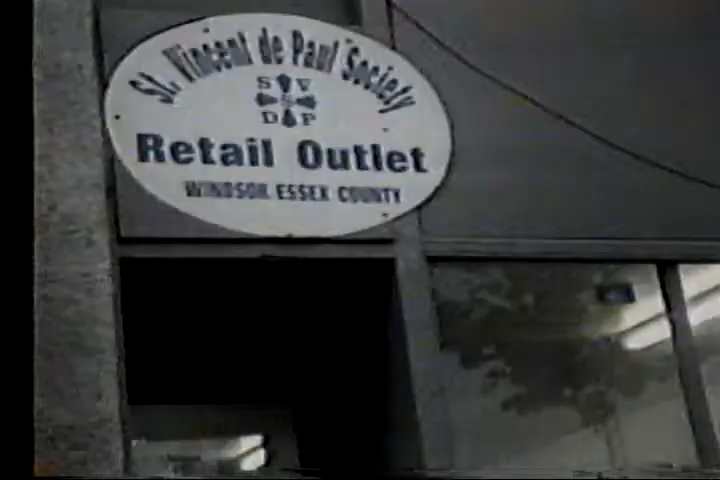 St. Vincent de Paul Society
S V
S
D P
Retail Outlet
WINDSOR ESSEX COUNTY